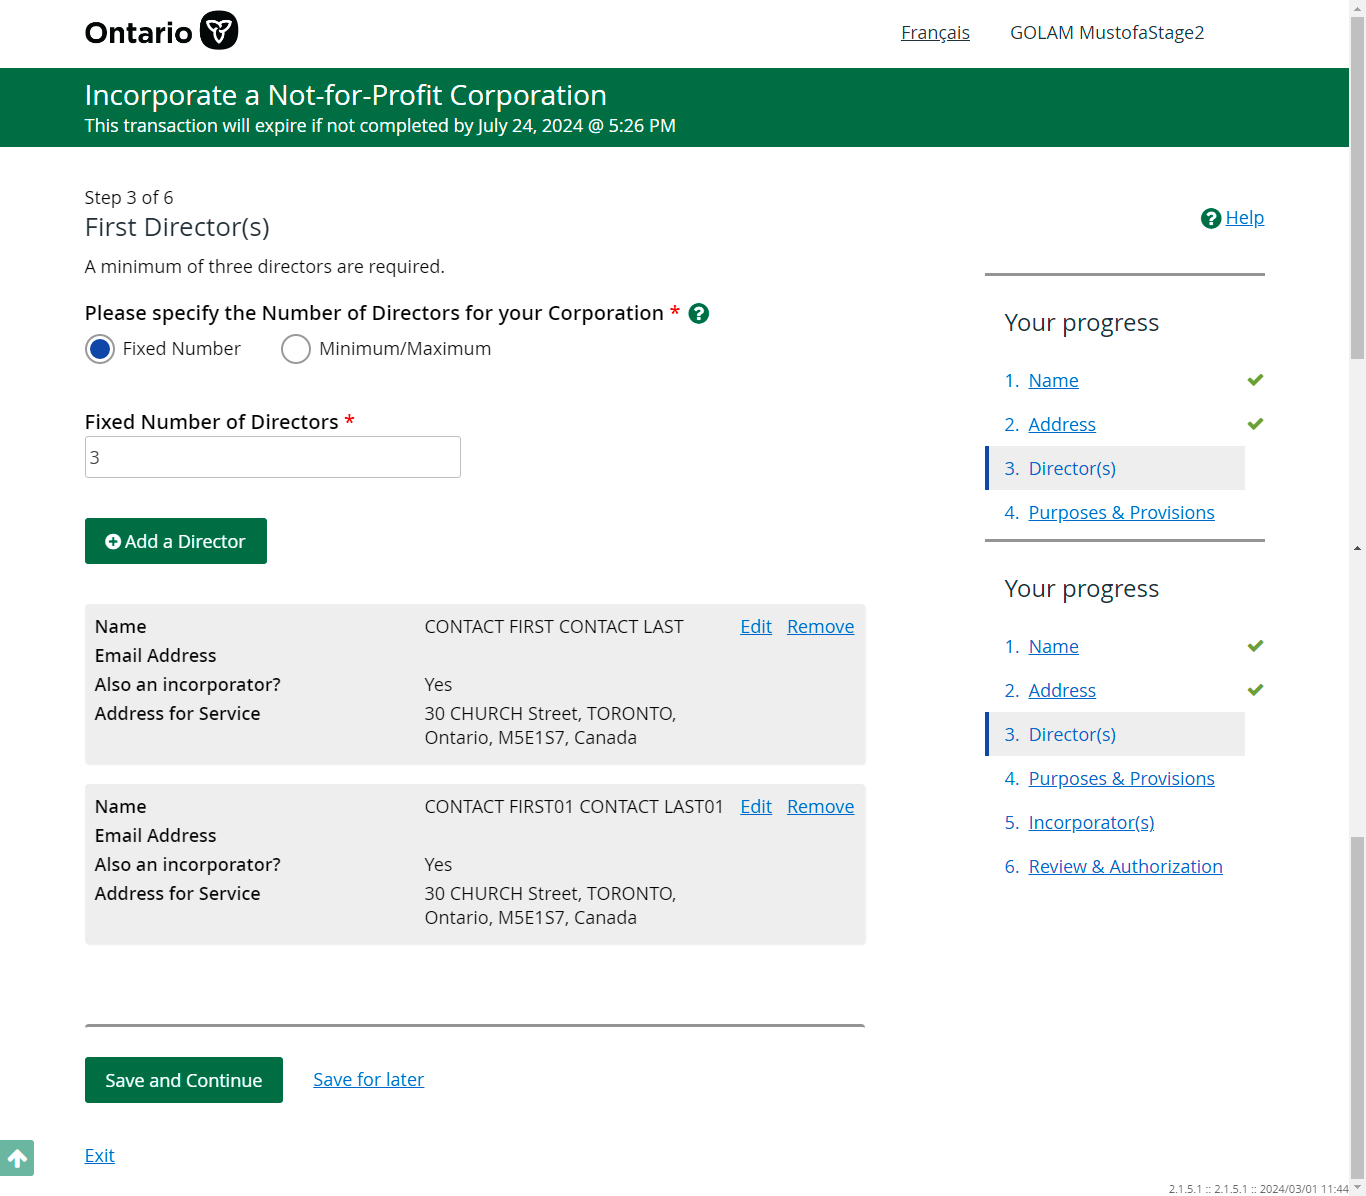 Ontario
Français GOLAM MustofaStage2
Incorporate a Not-for-Profit Corporation
This transaction will expire if not completed by July 24, 2024 @ 5:26 PM
Step 3 of 6
First Director(s)
? Help
A minimum of three directors are required.
Please specify the Number of Directors for your Corporation * ?
Fixed Number Minimum/Maximum
Fixed Number of Directors *
3
Add a Director
Name CONTACT FIRST CONTACT LAST Edit Remove
Email Address
Also an incorporator? Yes
Address for Service 30 CHURCH Street, TORONTO,
Ontario, M5E1S7, Canada
Name CONTACT FIRST01 CONTACT LAST01 Edit Remove
Email Address
Also an incorporator? Yes
Address for Service 30 CHURCH Street, TORONTO,
Ontario, M5E1S7, Canada
Save and Continue Save for later
Exit
Your progress
1. Name
2. Address
3. Director(s)
4. Purposes & Provisions
Your progress
1. Name
2. Address
3. Director(s)
4. Purposes & Provisions
5. Incorporator(s)
6. Review & Authorization
2.1.5.1 :: 2.1.5.1 :: 2024/03/01 11:44